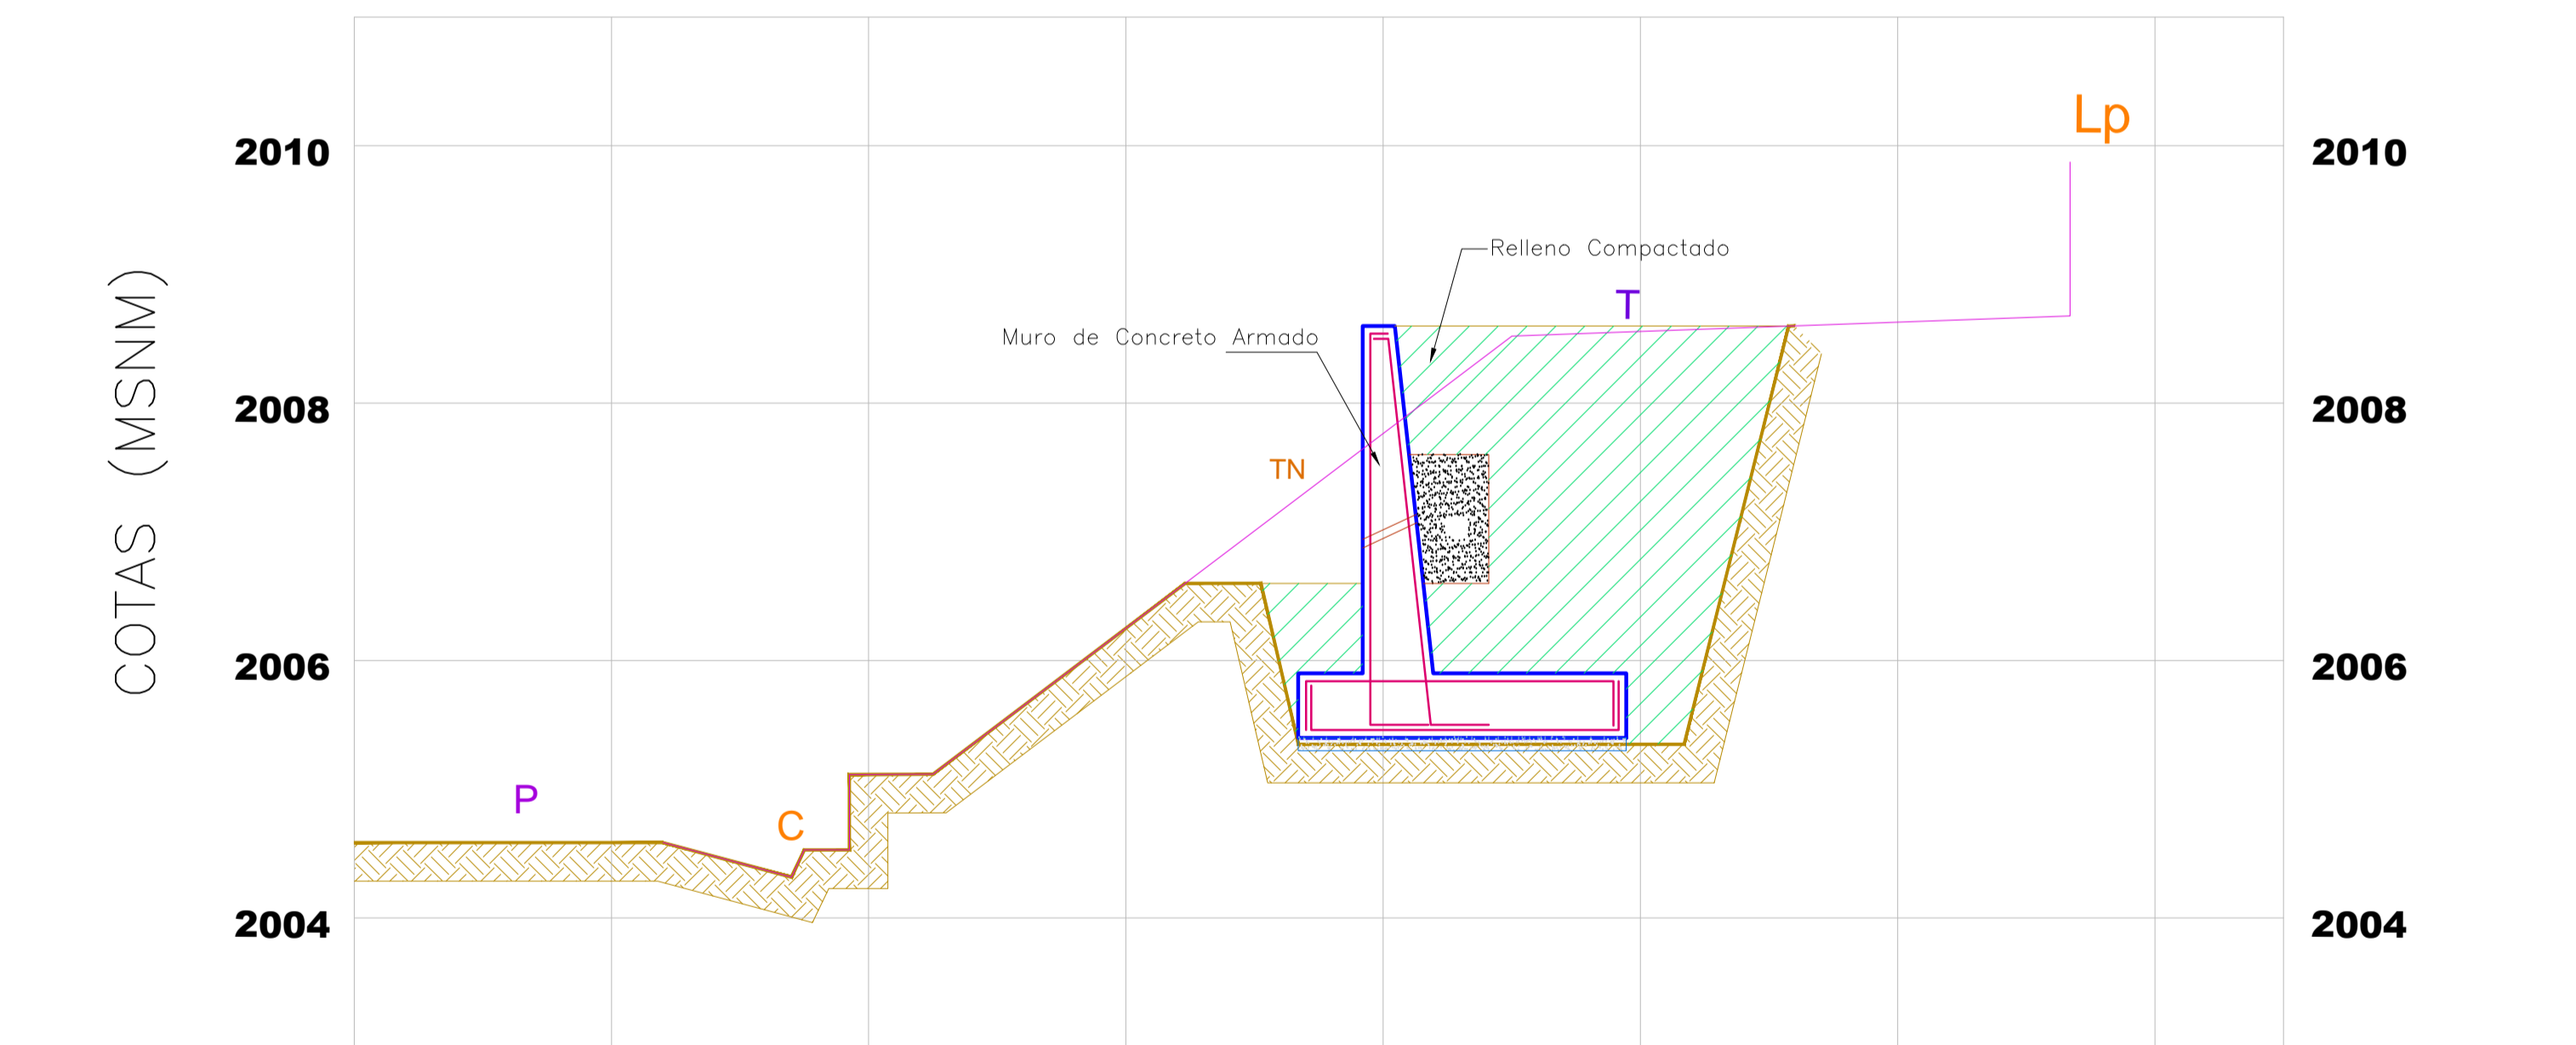 Lp
2010
2010
Relleno Compactado
T
Muro de Concreto Armado
2008
2008
TN
COTAS (MSNM)
2006
2006
P
C
2004
2004